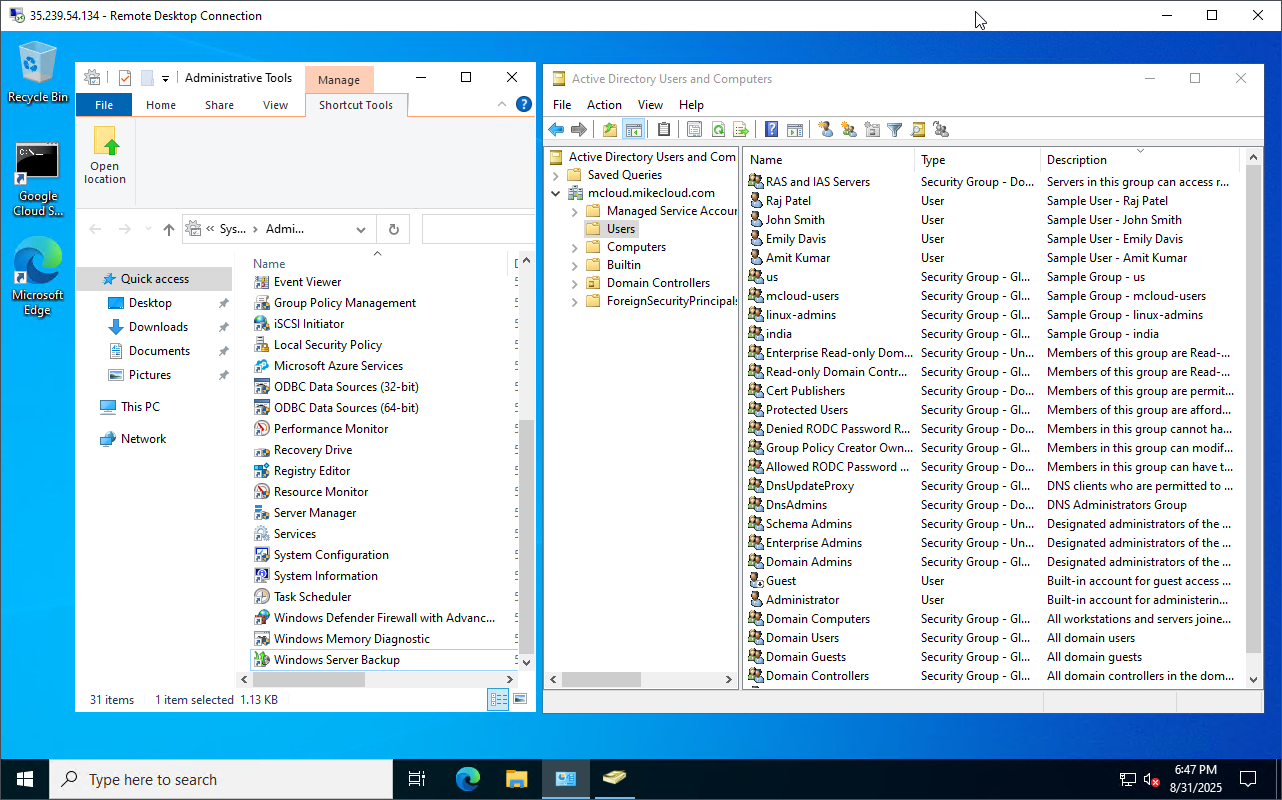 35.239.54.134 - Remote Desktop Connection
Recycle Bin
Google
Cloud S...
Microsoft
Edge
Administrative Tools
Manage
File
Home
Share
View
Shortcut Tools
Open
location
« Sys... › Admi...
Quick access
Desktop
Downloads
Documents
Pictures
This PC
Network
Name
Event Viewer
Group Policy Management
iSCSI Initiator
Local Security Policy
Microsoft Azure Services
ODBC Data Sources (32-bit)
ODBC Data Sources (64-bit)
Performance Monitor
Recovery Drive
Registry Editor
Resource Monitor
Server Manager
Services
System Configuration
System Information
Task Scheduler
Windows Defender Firewall with Advanc...
Windows Memory Diagnostic
Windows Server Backup
31 items
1 item selected 1.13 KB
Active Directory Users and Computers
File Action View Help
Active Directory Users and Com
Saved Queries
mcloud.mikecloud.com
Managed Service Accour
Users
Computers
Builtin
Domain Controllers
ForeignSecurityPrincipals
Name Type Description
RAS and IAS Servers Security Group - Do... Servers in this group can access r...
Raj Patel User Sample User - Raj Patel
John Smith User Sample User - John Smith
Emily Davis User Sample User - Emily Davis
Amit Kumar User Sample User - Amit Kumar
us Security Group - Gl... Sample Group - us
mcloud-users Security Group - Gl... Sample Group - mcloud-users
linux-admins Security Group - Gl... Sample Group - linux-admins
india Security Group - Gl... Sample Group - india
Enterprise Read-only Dom... Security Group - Un... Members of this group are Read-...
Read-only Domain Contr... Security Group - Gl... Members of this group are Read-...
Cert Publishers Security Group - Do... Members of this group are permit...
Protected Users Security Group - Gl... Members of this group are afford...
Denied RODC Password R... Security Group - Do... Members in this group cannot ha...
Group Policy Creator Own... Security Group - Gl... Members in this group can modif...
Allowed RODC Password ... Security Group - Do... Members in this group can have t...
DnsUpdateProxy Security Group - Gl... DNS clients who are permitted to ...
DnsAdmins Security Group - Do... DNS Administrators Group
Schema Admins Security Group - Un... Designated administrators of the ...
Enterprise Admins Security Group - Un... Designated administrators of the ...
Domain Admins Security Group - Gl... Designated administrators of the ...
Guest User Built-in account for guest access ...
Administrator User Built-in account for administerin...
Domain Computers Security Group - Gl... All workstations and servers joine...
Domain Users Security Group - Gl... All domain users
Domain Guests Security Group - Gl... All domain guests
Domain Controllers Security Group - Gl... All domain controllers in the dom...
Type here to search
6:47 PM
8/31/2025